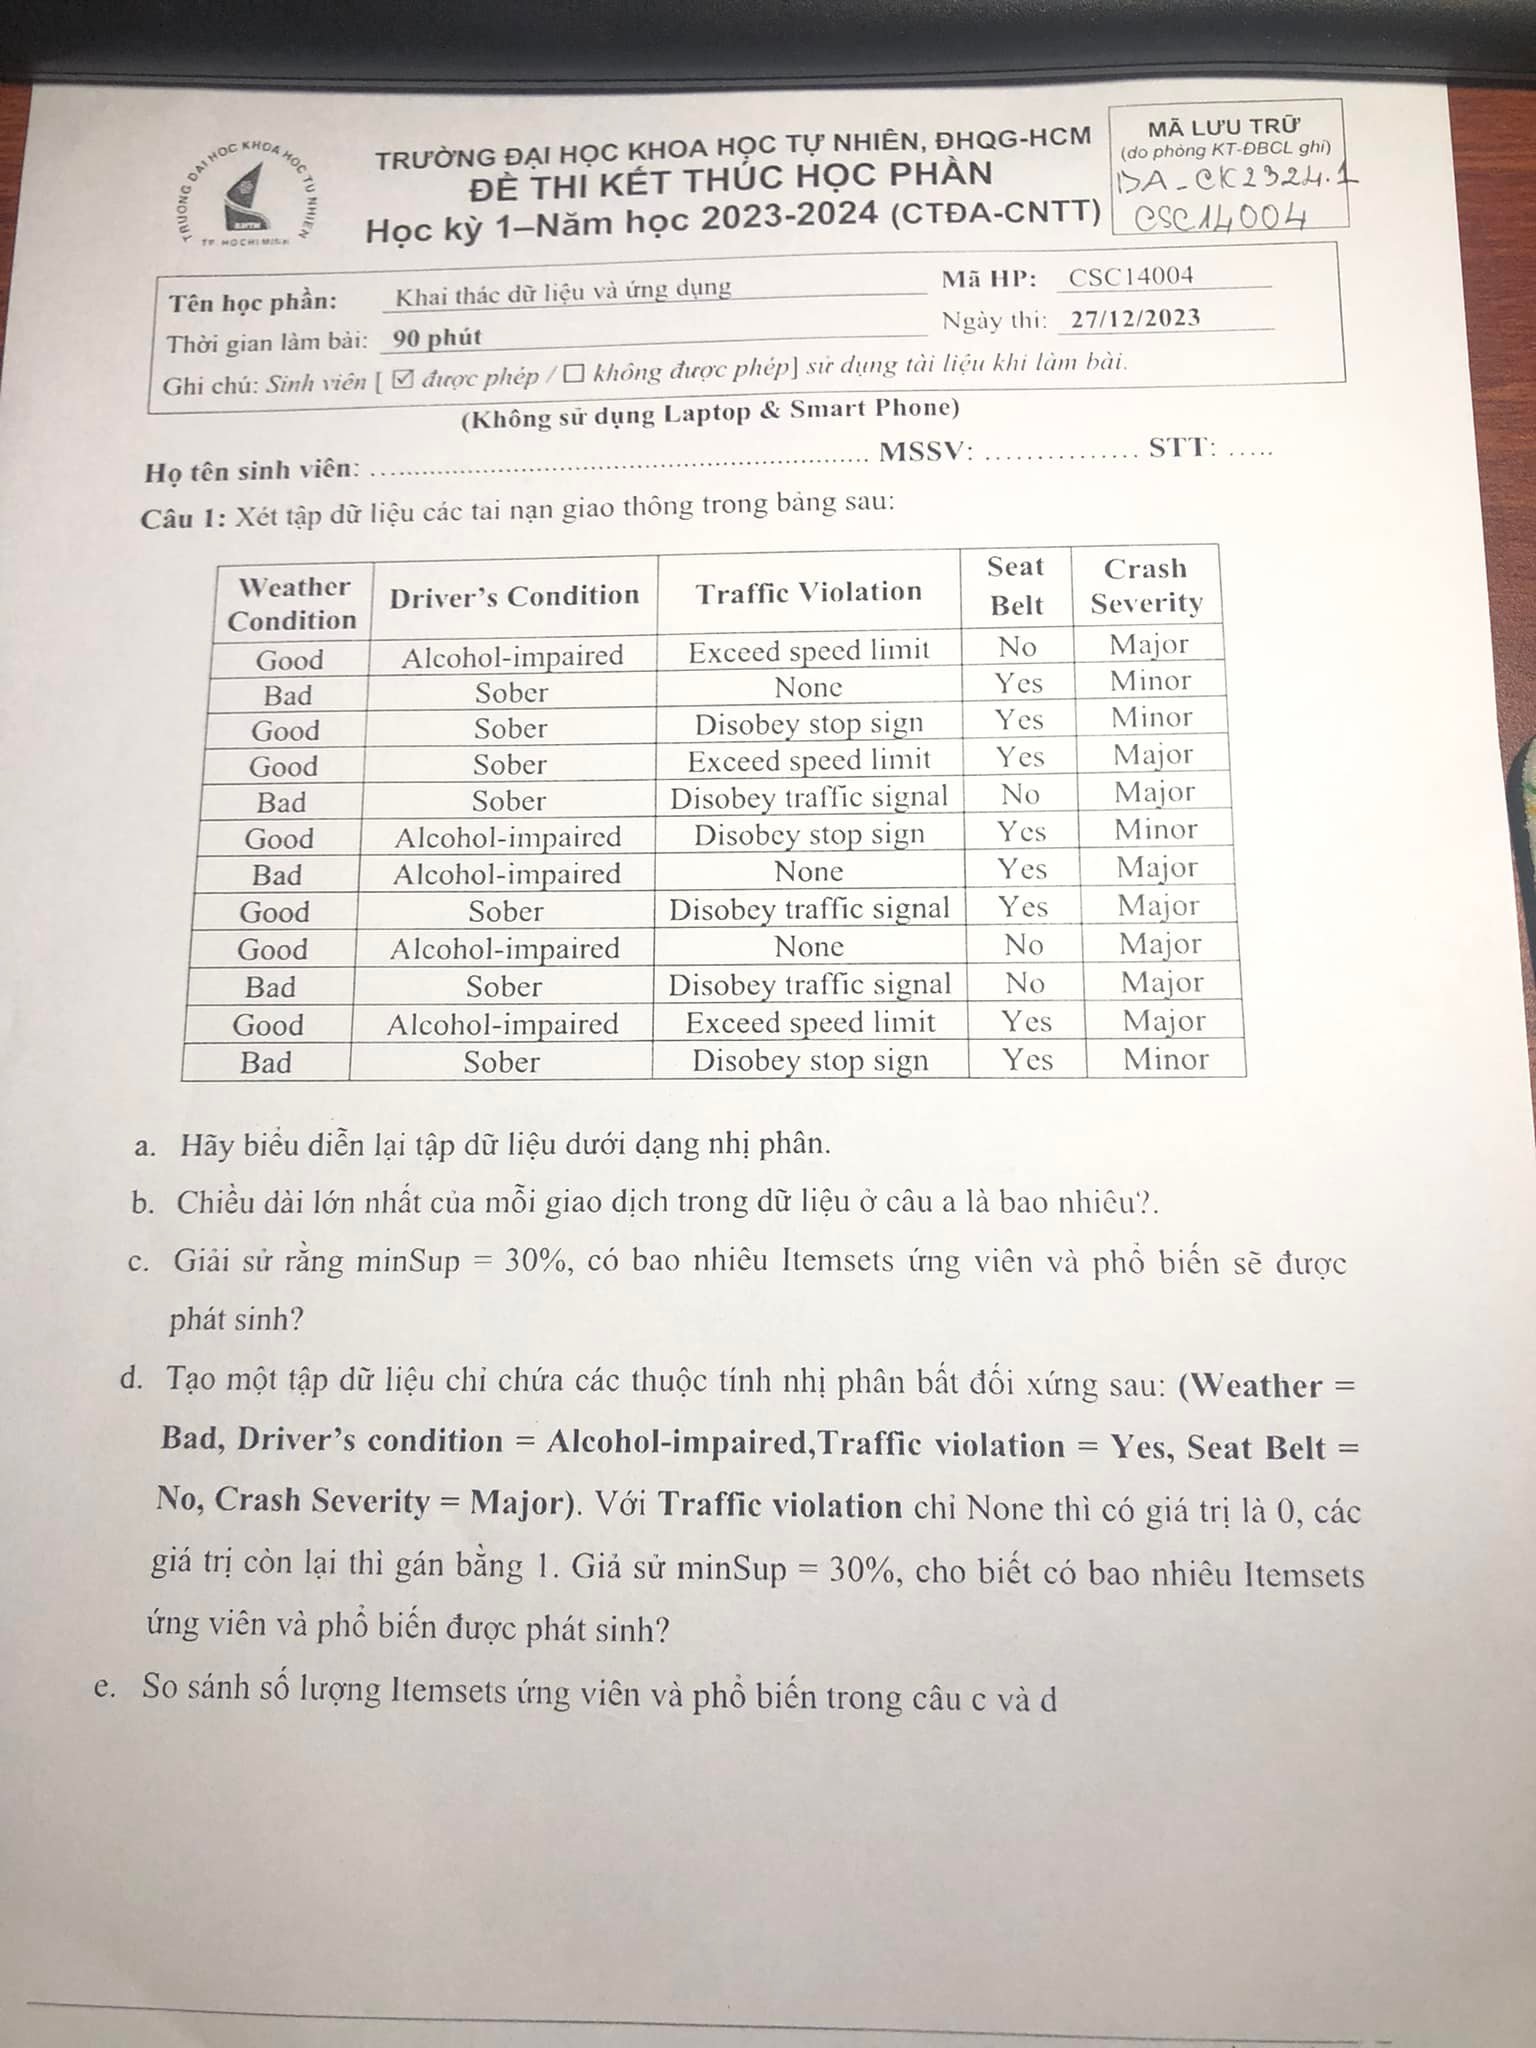 TRƯỜNG ĐẠI HỌC KHOA HỌC TỰ NHIÊN
TP. HO CHI MINH
TRƯỜNG ĐẠI HỌC KHOA HỌC TỰ NHIÊN, ĐHQG-HCM
ĐỀ THI KẾT THÚC HỌC PHẦN
Học kỳ 1–Năm học 2023-2024 (CTĐA-CNTT)
MÃ LƯU TRỮ
(do phòng KT-ĐBCL ghi)
DA_CK2324.1
CSC14004
Tên học phần: Khai thác dữ liệu và ứng dụng Mã HP: CSC14004
Thời gian làm bài: 90 phút Ngày thi: 27/12/2023
Ghi chú: Sinh viên [ ☑ được phép / ☐ không được phép] sử dụng tài liệu khi làm bài.
(Không sử dụng Laptop & Smart Phone)
Họ tên sinh viên: ............................................................ MSSV: ............... STT: .....
Câu 1: Xét tập dữ liệu các tai nạn giao thông trong bảng sau:
Weather Condition Driver's Condition Traffic Violation Seat Belt Crash Severity
Good Alcohol-impaired Exceed speed limit No Major
Bad Sober None Yes Minor
Good Sober Disobey stop sign Yes Minor
Good Sober Exceed speed limit Yes Major
Bad Sober Disobey traffic signal No Major
Good Alcohol-impaired Disobey stop sign Yes Minor
Bad Alcohol-impaired None Yes Major
Good Sober Disobey traffic signal Yes Major
Good Alcohol-impaired None No Major
Bad Sober Disobey traffic signal No Major
Good Alcohol-impaired Exceed speed limit Yes Major
Bad Sober Disobey stop sign Yes Minor
a. Hãy biểu diễn lại tập dữ liệu dưới dạng nhị phân.
b. Chiều dài lớn nhất của mỗi giao dịch trong dữ liệu ở câu a là bao nhiêu?.
c. Giải sử rằng minSup = 30%, có bao nhiêu Itemsets ứng viên và phổ biến sẽ được
phát sinh?
d. Tạo một tập dữ liệu chỉ chứa các thuộc tính nhị phân bất đối xứng sau: (Weather =
Bad, Driver's condition = Alcohol-impaired,Traffic violation = Yes, Seat Belt =
No, Crash Severity = Major). Với Traffic violation chỉ None thì có giá trị là 0, các
giá trị còn lại thì gán bằng 1. Giả sử minSup = 30%, cho biết có bao nhiêu Itemsets
ứng viên và phổ biến được phát sinh?
e. So sánh số lượng Itemsets ứng viên và phổ biến trong câu c và d